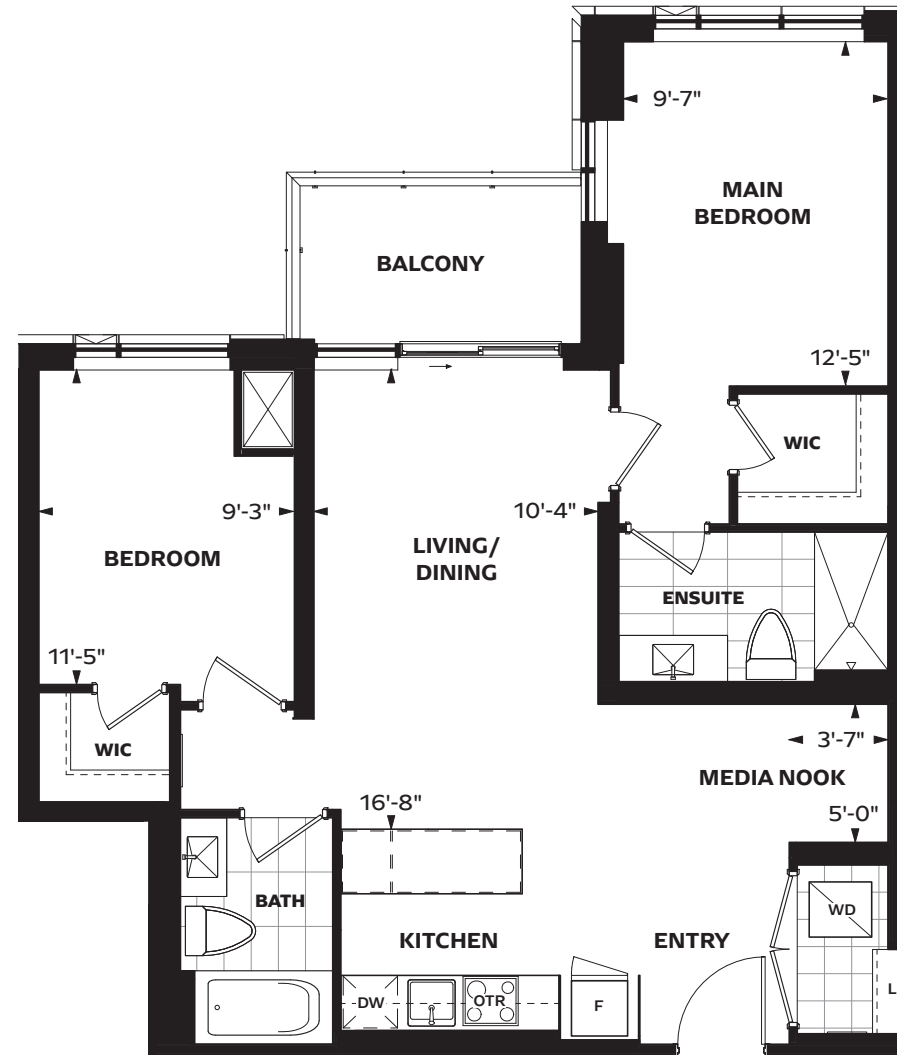 9'-7"
MAIN
BEDROOM
BALCONY
12'-5"
WIC
9'-3"
10'-4"
BEDROOM
LIVING/
DINING
ENSUITE
11'-5"
WIC
3'-7"
MEDIA NOOK
16'-8"
5'-0"
BATH
WD
KITCHEN
ENTRY
DW
OTR
F
L